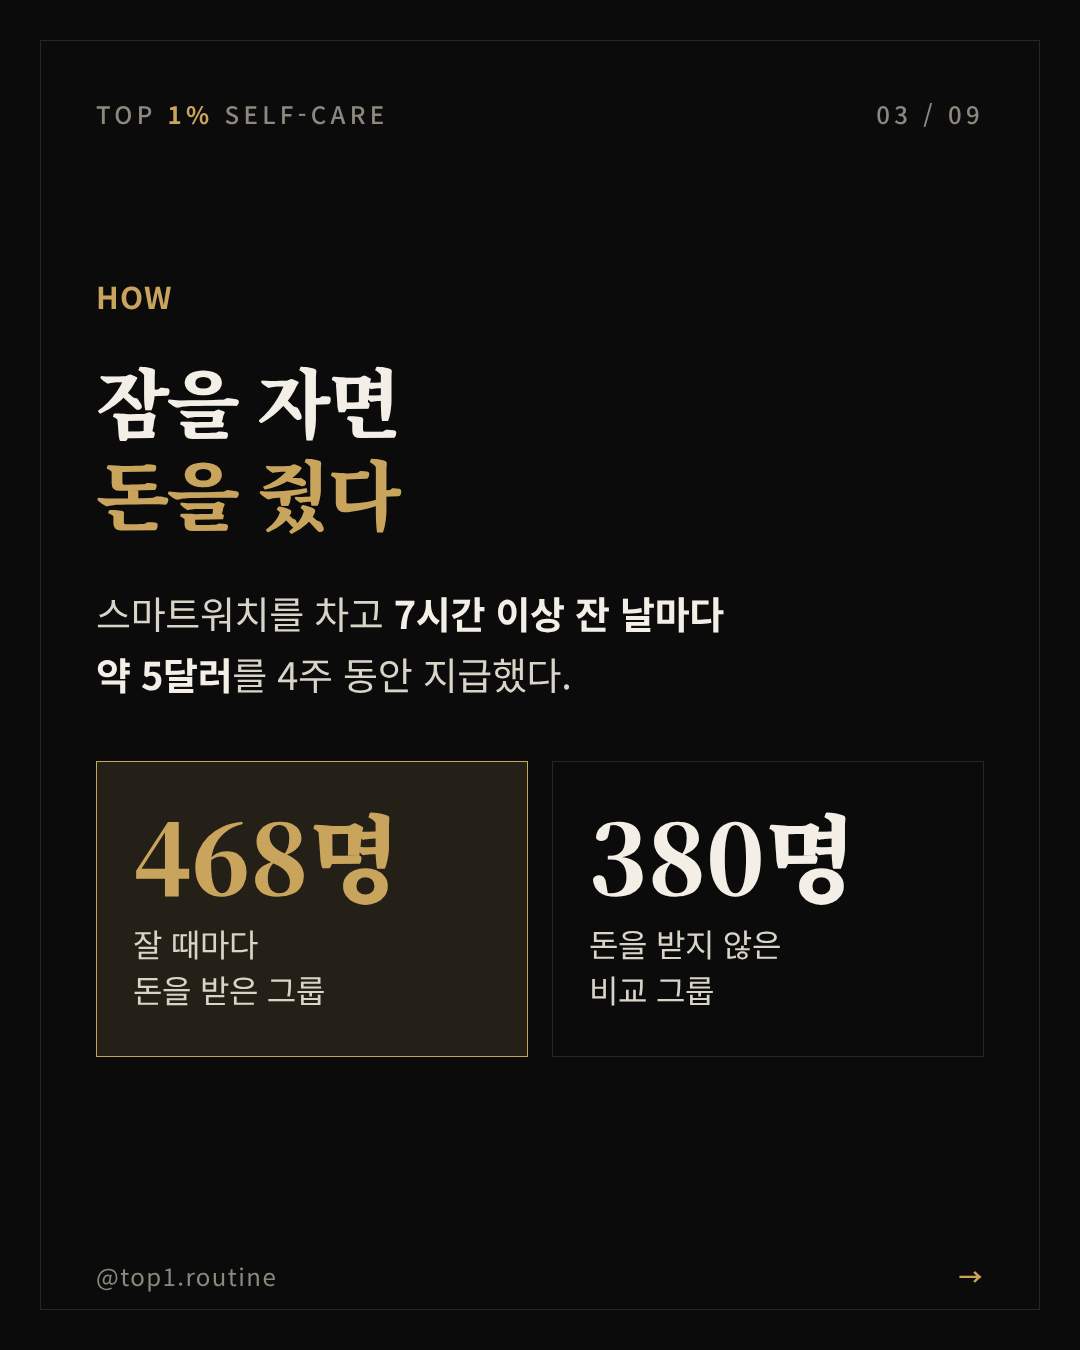 TOP 1% SELF-CARE
03 / 09
HOW
잠을 자면
돈을 줬다
스마트워치를 차고 7시간 이상 잔 날마다
약 5달러를 4주 동안 지급했다.
468명
잘 때마다
돈을 받은 그룹
380명
돈을 받지 않은
비교 그룹
@top1.routine
→